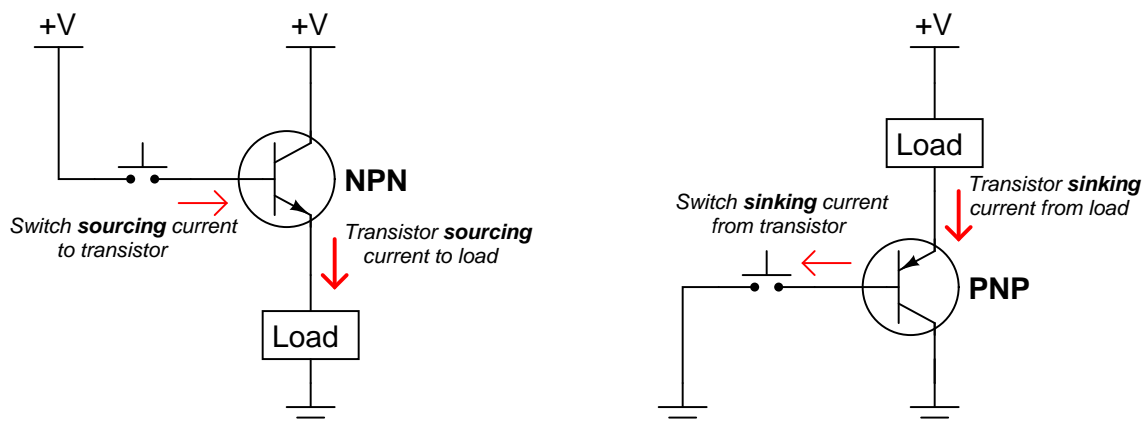 +V
+V
NPN
Switch sourcing current
to transistor
Transistor sourcing
current to load
Load
+V
Load
Transistor sinking
current from load
Switch sinking current
from transistor
PNP